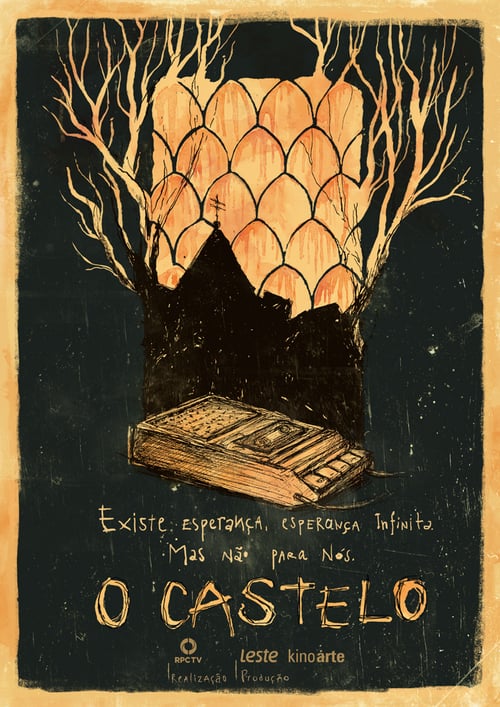 Existe esperança, esperança infinita.
Mas não para nós.
O CASTELO
RPCTV leste kinoarte
Realização Produção